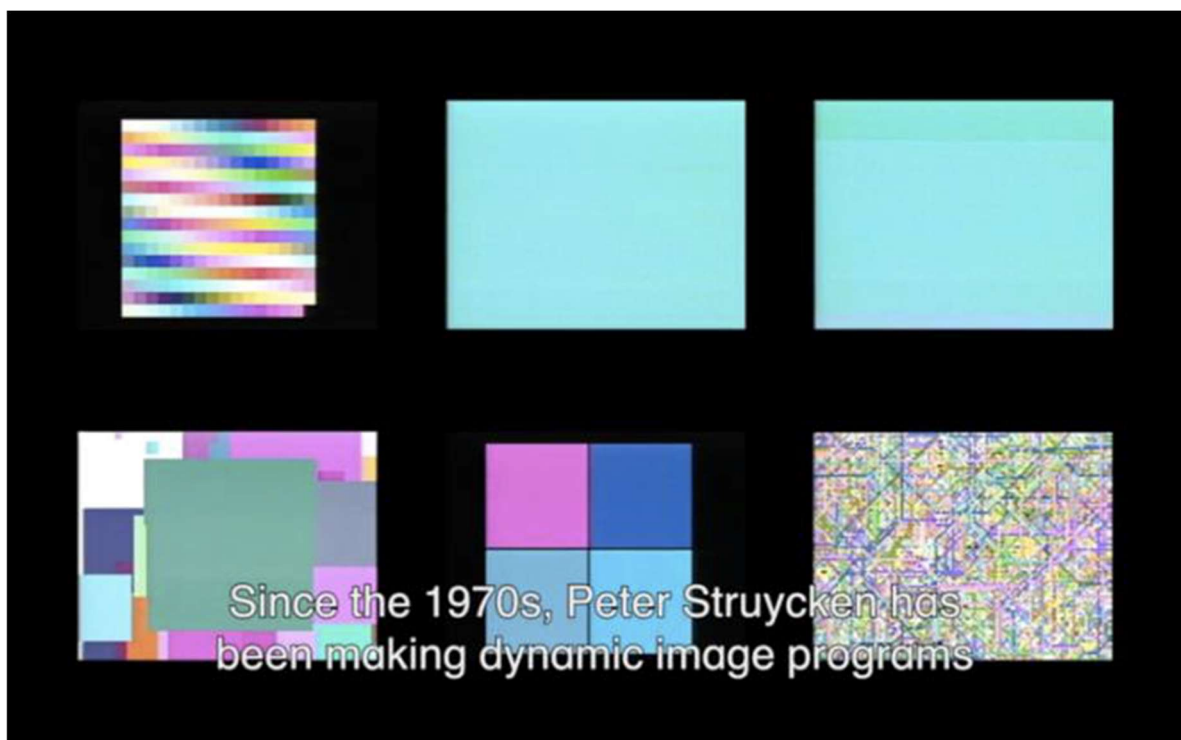 Since the 1970s, Peter Struycken has
been making dynamic image programs